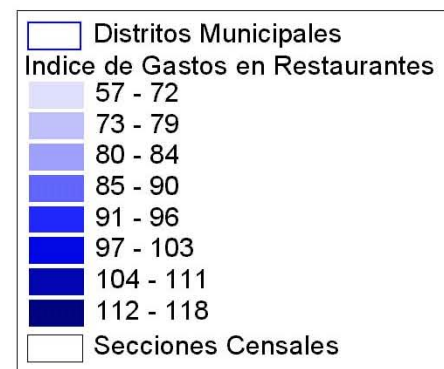 Distritos Municipales
Indice de Gastos en Restaurantes
57 - 72
73 - 79
80 - 84
85 - 90
91 - 96
97 - 103
104 - 111
112 - 118
Secciones Censales